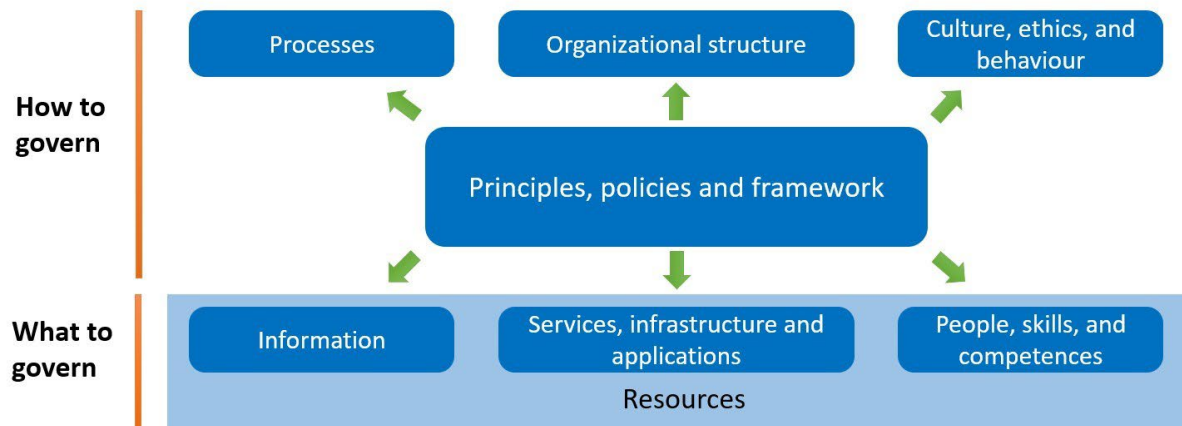 Processes
Organizational structure
Culture, ethics, and
behaviour
How to
govern
Principles, policies and framework
What to
govern
Information
Services, infrastructure and
applications
People, skills, and
competences
Resources